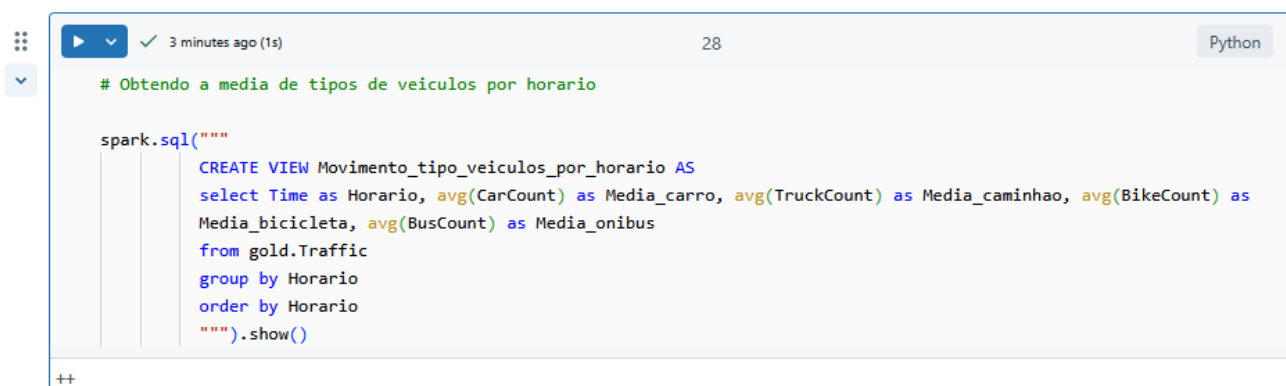 3 minutes ago (1s)
28
Python
# Obtendo a media de tipos de veiculos por horario
spark.sql("""
CREATE VIEW Movimento_tipo_veiculos_por_horario AS
select Time as Horario, avg(CarCount) as Media_carro, avg(TruckCount) as Media_caminhao, avg(BikeCount) as
Media_bicicleta, avg(BusCount) as Media_onibus
from gold.Traffic
group by Horario
order by Horario
""").show()
++